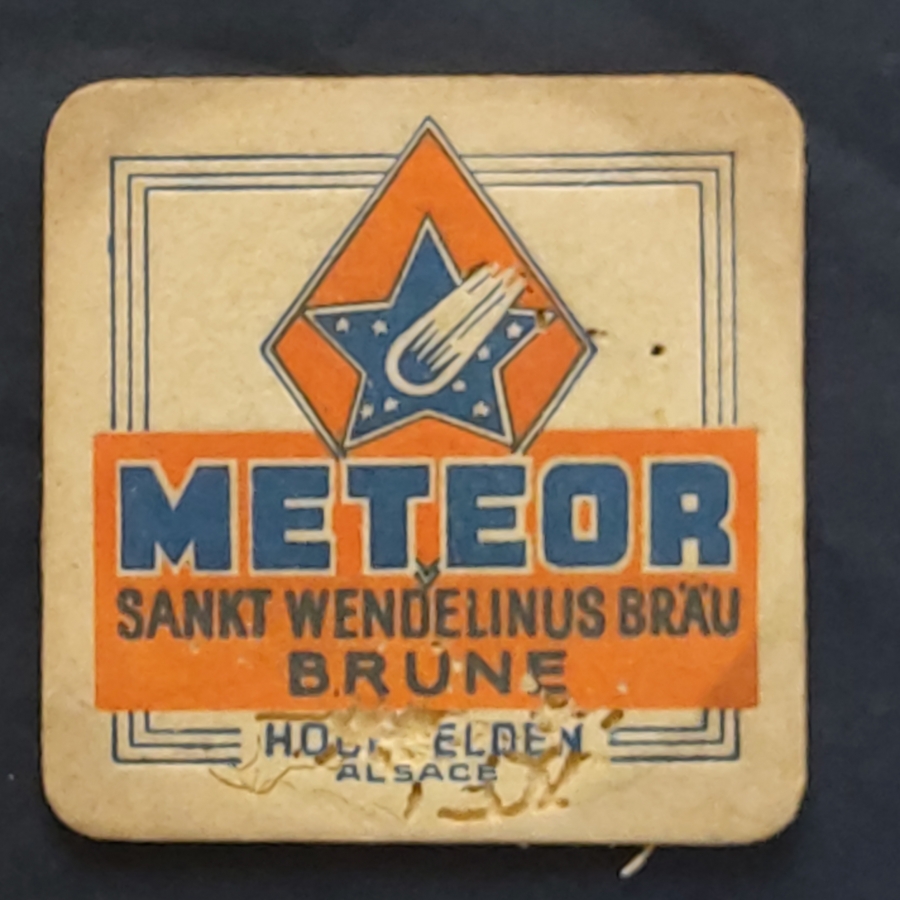 METEOR
SANKT WENDELINUS BRÄU
BRUNE
ALSACE